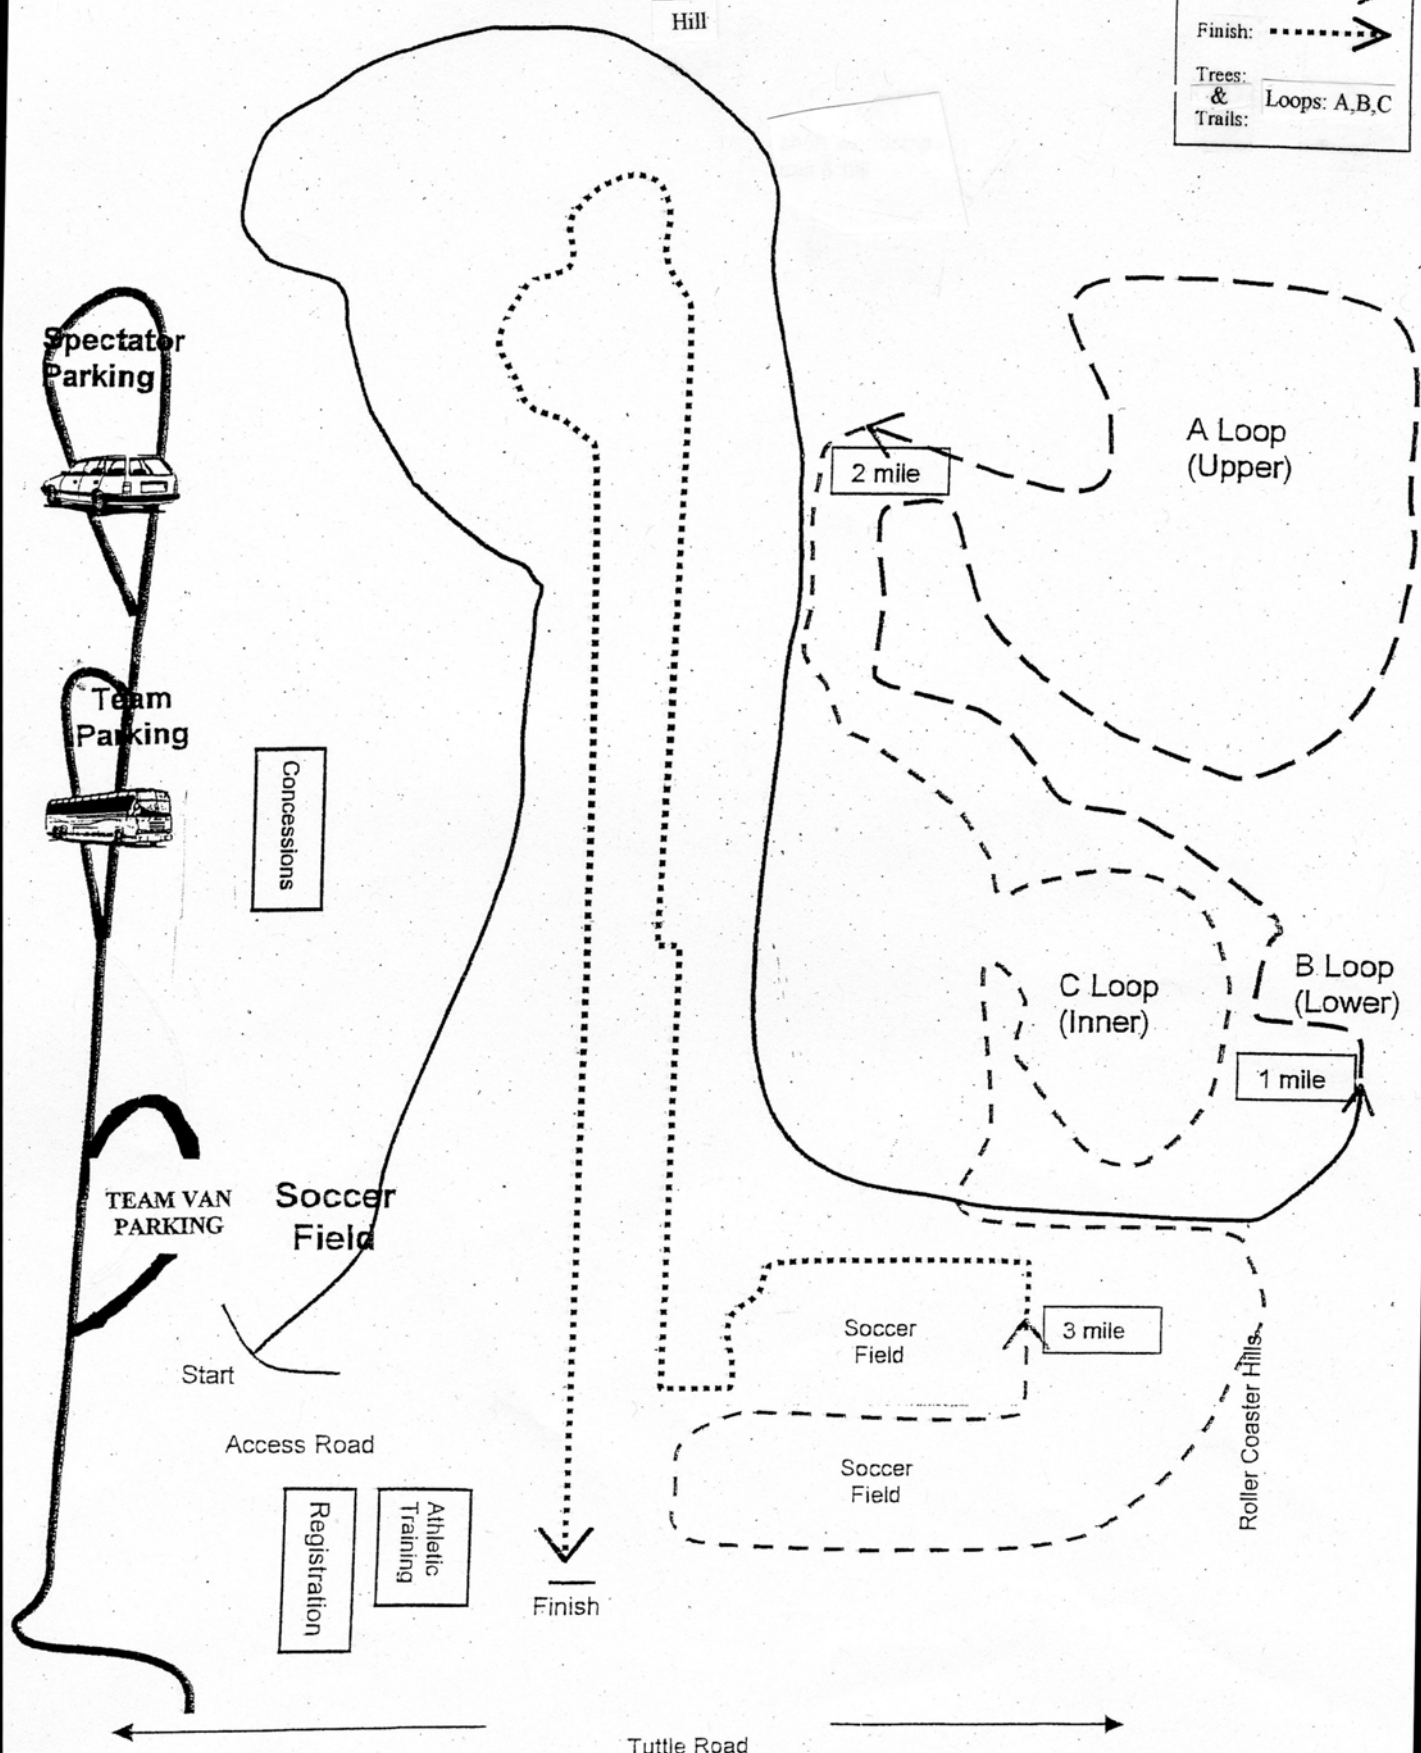 Hill
Finish:
Trees:
&
Trails:
Loops: A,B,C
Spectator
Parking
A Loop
(Upper)
2 mile
Team
Parking
Concessions
B Loop
(Lower)
C Loop
(Inner)
1 mile
TEAM VAN
PARKING
Soccer
Field
Soccer
Field
3 mile
Start
Roller Coaster Hills
Access Road
Soccer
Field
Registration
Athletic
Training
Finish
Tuttle Road